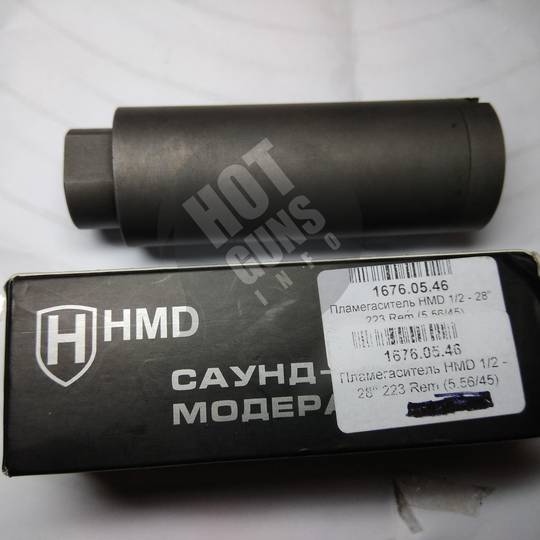 HOT
GUNS
INFO
HMD
САУНД-
МОДЕРА
1676.05.46
Пламегаситель HMD 1/2 - 28"
223 Rem (5.56/45)
1676.05.46
Пламегаситель HMD 1/2 -
28" 223 Rem (5.56/45)